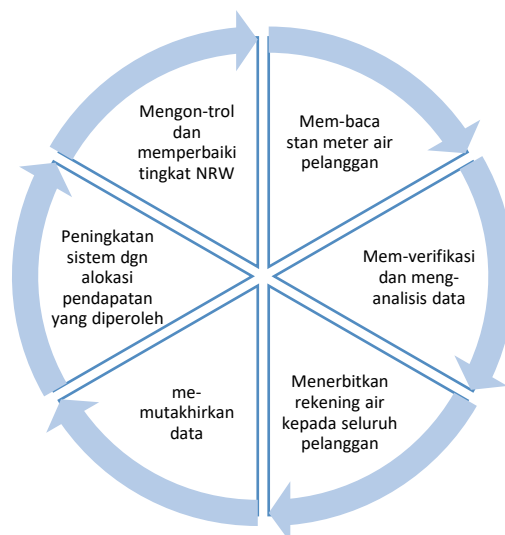 Mem-baca
stan meter air
pelanggan
Mem-verifikasi
dan meng-
analisis data
Menerbitkan
rekening air
kepada seluruh
pelanggan
me-
mutakhirkan
data
Peningkatan
sistem dgn
alokasi
pendapatan
yang diperoleh
Mengon-trol
dan
memperbaiki
tingkat NRW